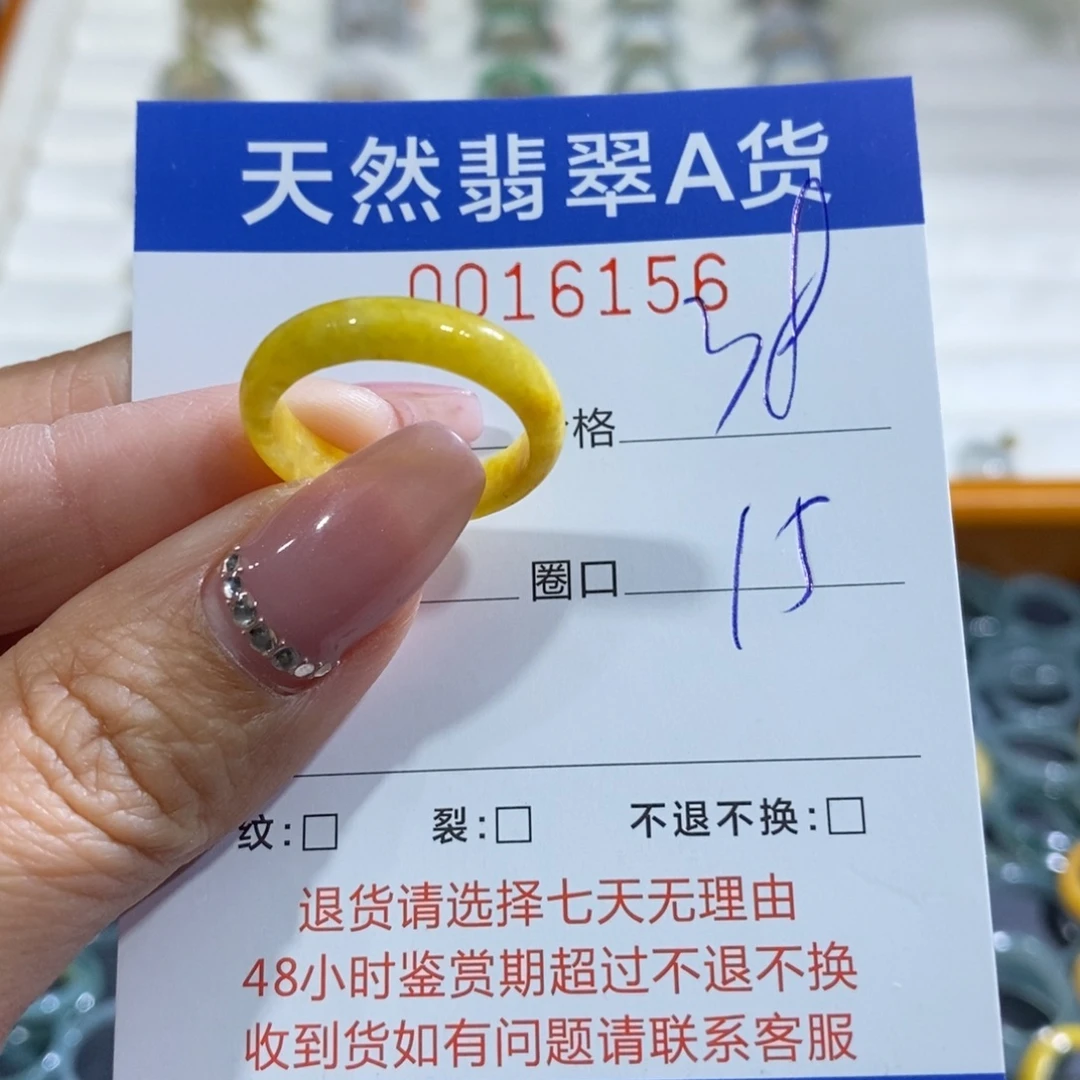 天然翡翠A货
0016156
格 38
圈口 15
纹:□ 裂:□ 不退不换:□
退货请选择七天无理由
48小时鉴赏期超过不退不换
收到货如有问题请联系客服